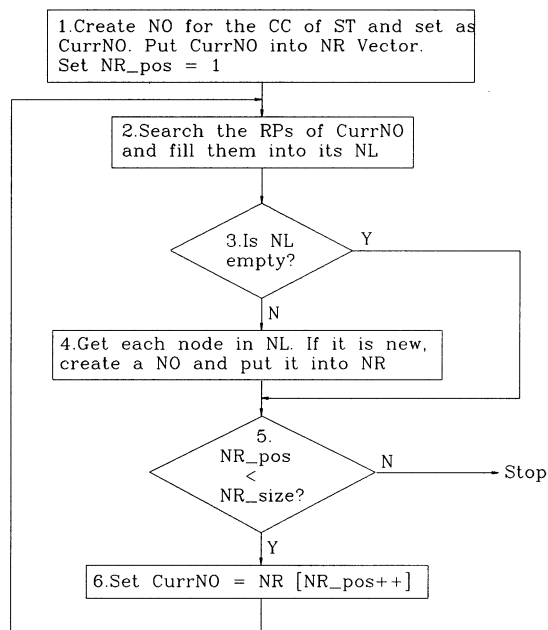 1.Create NO for the CC of ST and set as
CurrNO. Put CurrNO into NR Vector.
Set NR_pos = 1
2.Search the RPs of CurrNO
and fill them into its NL
3.Is NL
empty?
Y
N
4.Get each node in NL. If it is new,
create a NO and put it into NR
5.
NR_pos
<
NR_size?
N
Stop
Y
6.Set CurrNO = NR [NR_pos++]